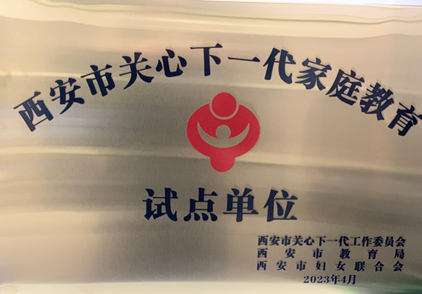 西安市关心下一代家庭教育
试点单位
西安市关心下一代工作委员会
西安市教育局
西安市妇女联合会
2023年4月